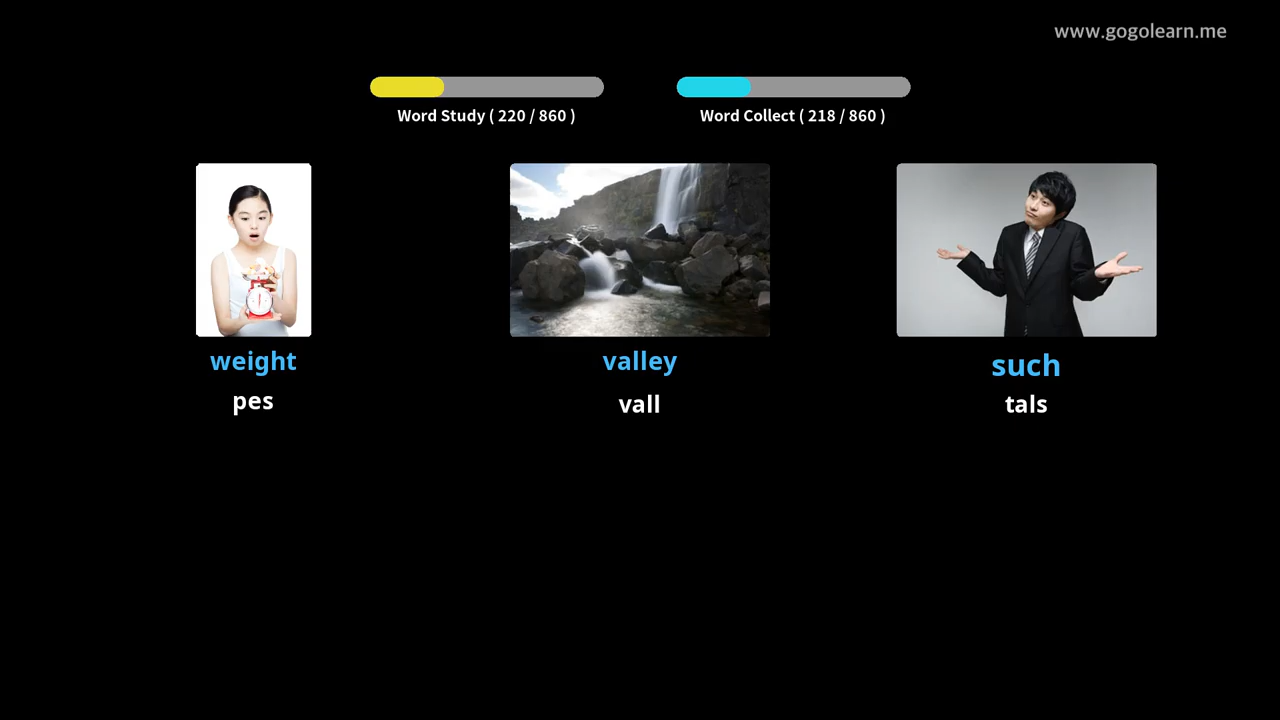 www.gogolearn.me
Word Study ( 220 / 860 )
Word Collect ( 218 / 860 )
weight
pes
valley
vall
such
tals